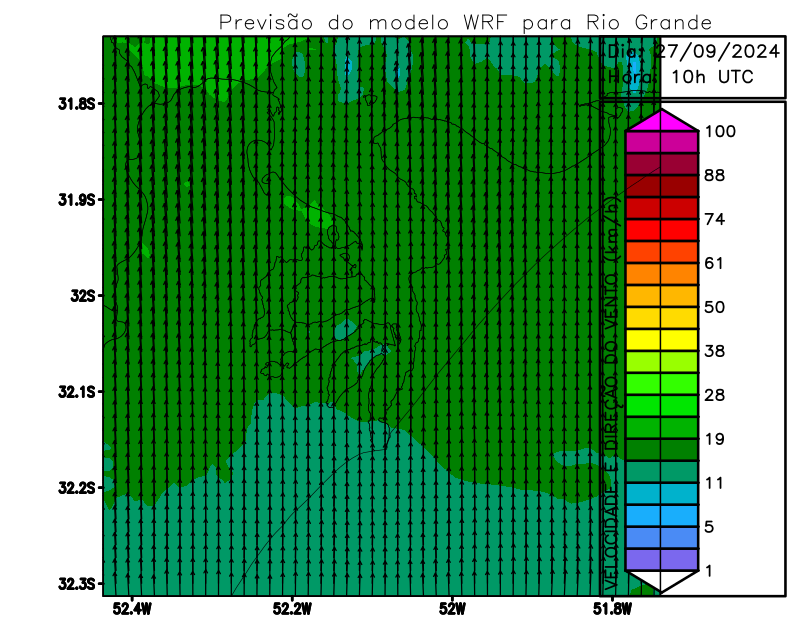 Previsão do modelo WRF para Rio Grande
Dia: 27/09/2024
Hora: 10h UTC
31.8S
31.9S
32S
32.1S
32.2S
32.3S
52.4W
52.2W
52W
51.8W
VELOCIDADE E DIREÇÃO DO VENTO (km/h)
100
88
74
61
50
38
28
19
11
5
1